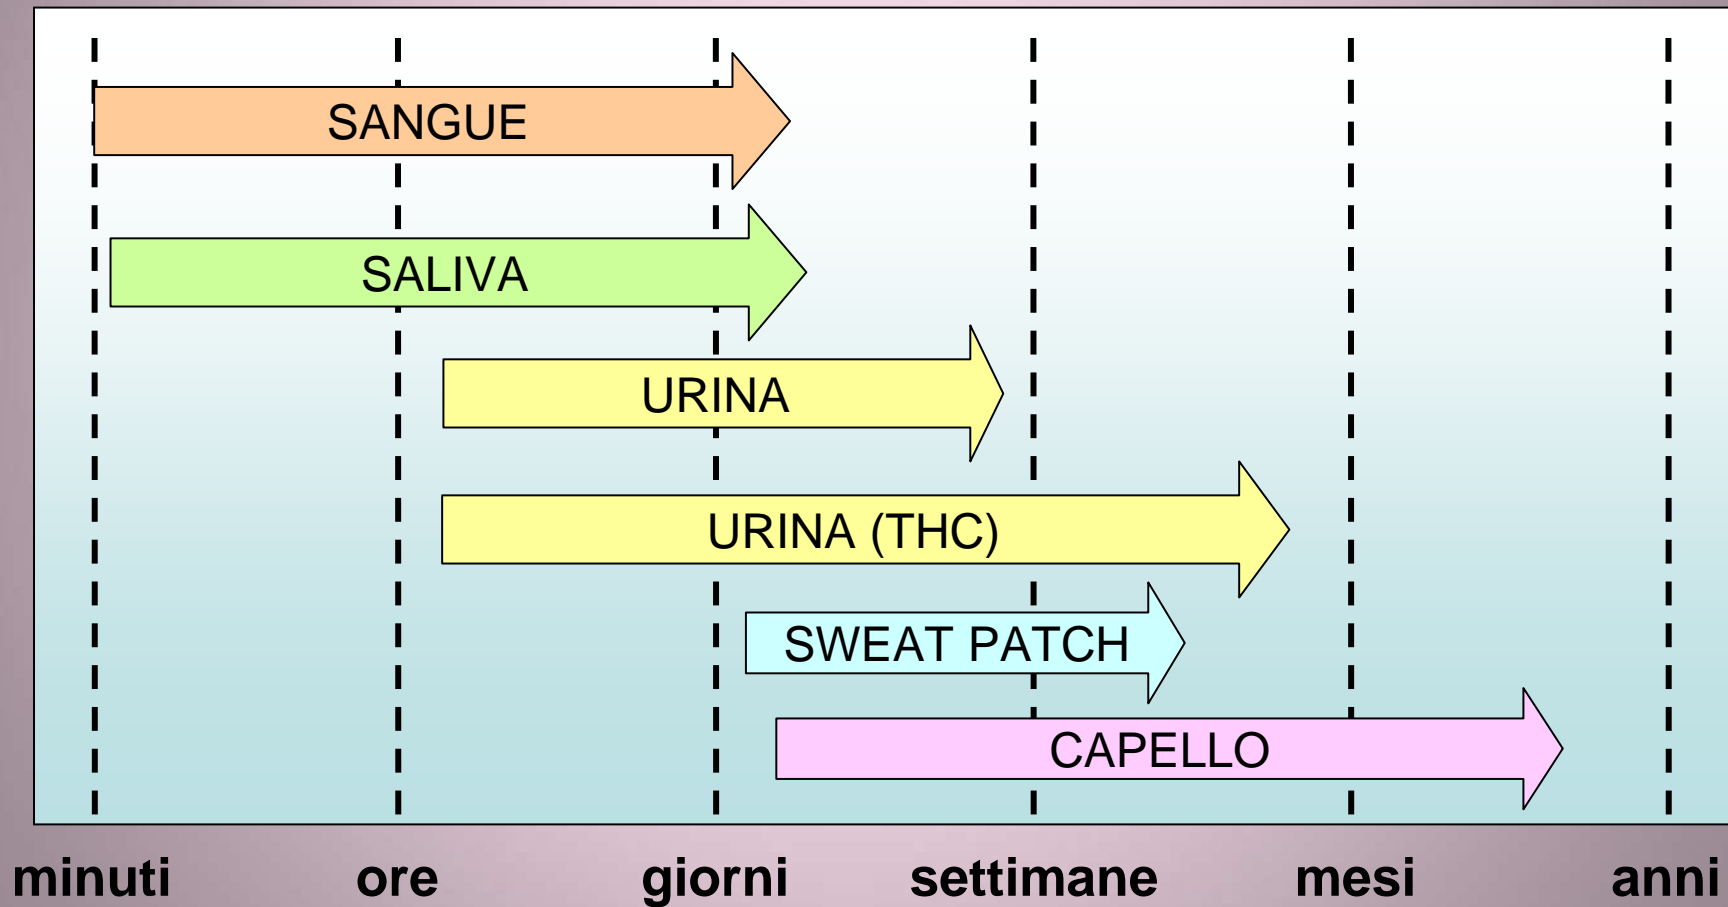 SANGUE
SALIVA
URINA
URINA (THC)
SWEAT PATCH
CAPELLO
minuti ore giorni settimane mesi anni